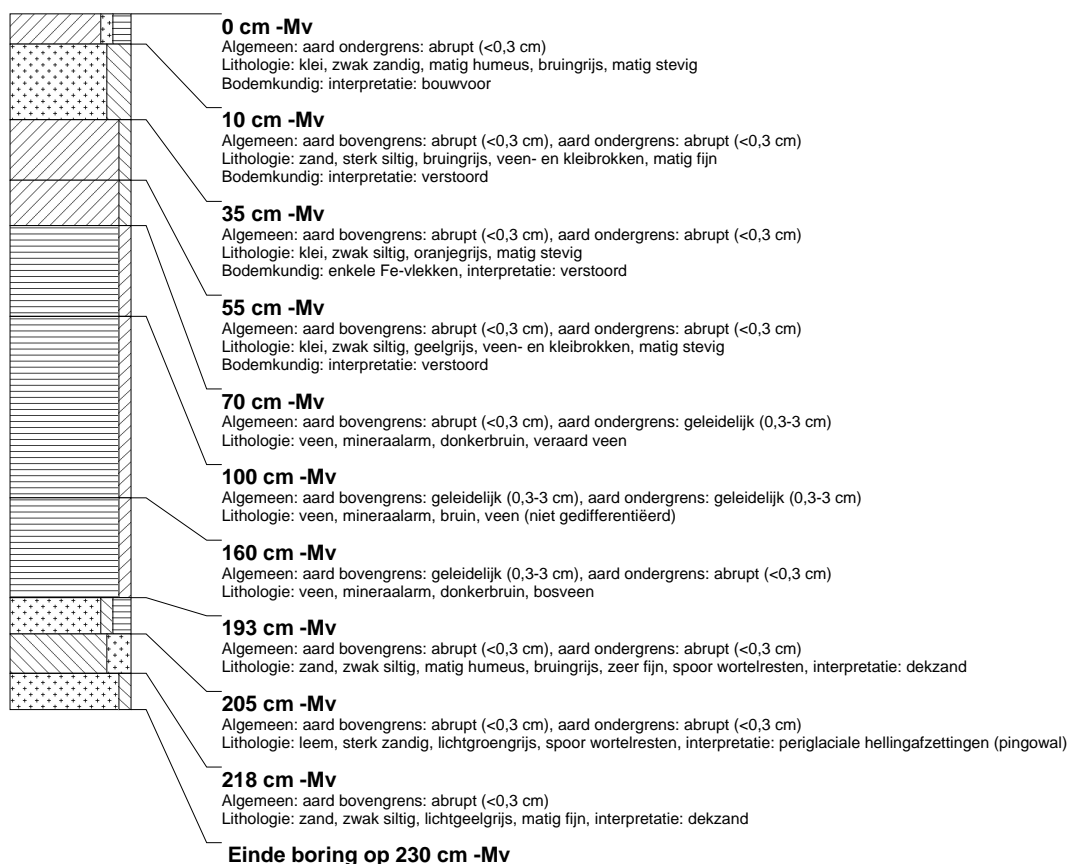 0 cm -Mv
Algemeen: aard ondergrens: abrupt (<0,3 cm)
Lithologie: klei, zwak zandig, matig humeus, bruingrijs, matig stevig
Bodemkundig: interpretatie: bouwvoor
10 cm -Mv
Algemeen: aard bovengrens: abrupt (<0,3 cm), aard ondergrens: abrupt (<0,3 cm)
Lithologie: zand, sterk siltig, bruingrijs, veen- en kleibrokken, matig fijn
Bodemkundig: interpretatie: verstoord
35 cm -Mv
Algemeen: aard bovengrens: abrupt (<0,3 cm), aard ondergrens: abrupt (<0,3 cm)
Lithologie: klei, zwak siltig, oranjegrijs, matig stevig
Bodemkundig: enkele Fe-vlekken, interpretatie: verstoord
55 cm -Mv
Algemeen: aard bovengrens: abrupt (<0,3 cm), aard ondergrens: abrupt (<0,3 cm)
Lithologie: klei, zwak siltig, geelgrijs, veen- en kleibrokken, matig stevig
Bodemkundig: interpretatie: verstoord
70 cm -Mv
Algemeen: aard bovengrens: abrupt (<0,3 cm), aard ondergrens: geleidelijk (0,3-3 cm)
Lithologie: veen, mineraalarm, donkerbruin, veraard veen
100 cm -Mv
Algemeen: aard bovengrens: geleidelijk (0,3-3 cm), aard ondergrens: geleidelijk (0,3-3 cm)
Lithologie: veen, mineraalarm, bruin, veen (niet gedifferentiëerd)
160 cm -Mv
Algemeen: aard bovengrens: geleidelijk (0,3-3 cm), aard ondergrens: abrupt (<0,3 cm)
Lithologie: veen, mineraalarm, donkerbruin, bosveen
193 cm -Mv
Algemeen: aard bovengrens: abrupt (<0,3 cm), aard ondergrens: abrupt (<0,3 cm)
Lithologie: zand, zwak siltig, matig humeus, bruingrijs, zeer fijn, spoor wortelresten, interpretatie: dekzand
205 cm -Mv
Algemeen: aard bovengrens: abrupt (<0,3 cm), aard ondergrens: abrupt (<0,3 cm)
Lithologie: leem, sterk zandig, lichtgroengrijs, spoor wortelresten, interpretatie: periglaciale hellingafzettingen (pingowal)
218 cm -Mv
Algemeen: aard bovengrens: abrupt (<0,3 cm)
Lithologie: zand, zwak siltig, lichtgeelgrijs, matig fijn, interpretatie: dekzand
Einde boring op 230 cm -Mv